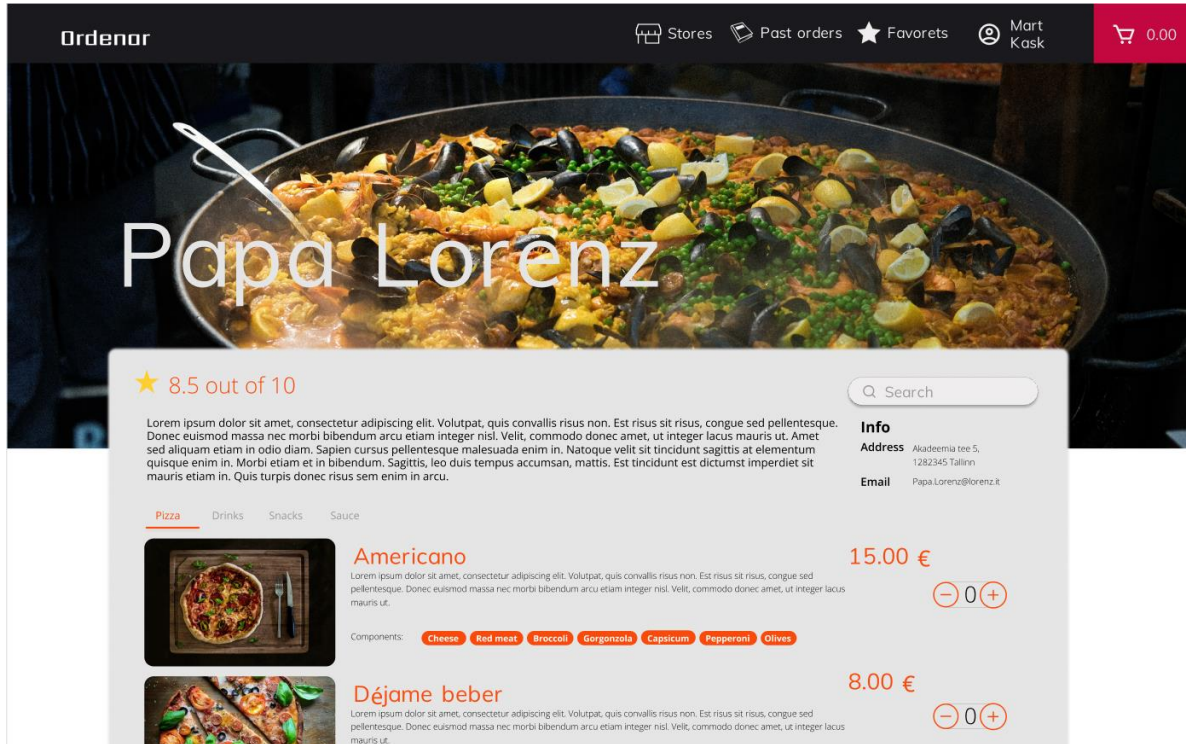 Ordenor
Stores
Past orders
Favorets
Mart
Kask
0.00
Papa Lorenz
8.5 out of 10
Search
Lorem ipsum dolor sit amet, consectetur adipiscing elit. Volutpat, quis convallis risus non. Est risus sit risus, congue sed pellentesque.
Donec euismod massa nec morbi bibendum arcu etiam integer nisl. Velit, commodo donec amet, ut integer lacus mauris ut. Amet
sed aliquam etiam in odio diam. Sapien cursus pellentesque malesuada enim in. Natoque velit sit tincidunt sagittis at elementum
quisque enim in. Morbi etiam et in bibendum. Sagittis, leo duis tempus accumsan, mattis. Est tincidunt est dictumst imperdiet sit
mauris etiam in. Quis turpis donec risus sem enim in arcu.
Info
Address Akadeemia tee 5,
1282345 Tallinn
Email Papa.Lorenz@lorenz.it
Pizza Drinks Snacks Sauce
Americano
15.00 €
Lorem ipsum dolor sit amet, consectetur adipiscing elit. Volutpat, quis convallis risus non. Est risus sit risus, congue sed
pellentesque. Donec euismod massa nec morbi bibendum arcu etiam integer nisl. Velit, commodo donec amet, ut integer lacus
mauris ut.
0
Components: Cheese Red meat Broccoli Gorgonzola Capsicum Pepperoni Olives
Déjame beber
8.00 €
Lorem ipsum dolor sit amet, consectetur adipiscing elit. Volutpat, quis convallis risus non. Est risus sit risus, congue sed
pellentesque. Donec euismod massa nec morbi bibendum arcu etiam integer nisl. Velit, commodo donec amet, ut integer lacus
mauris ut.
0